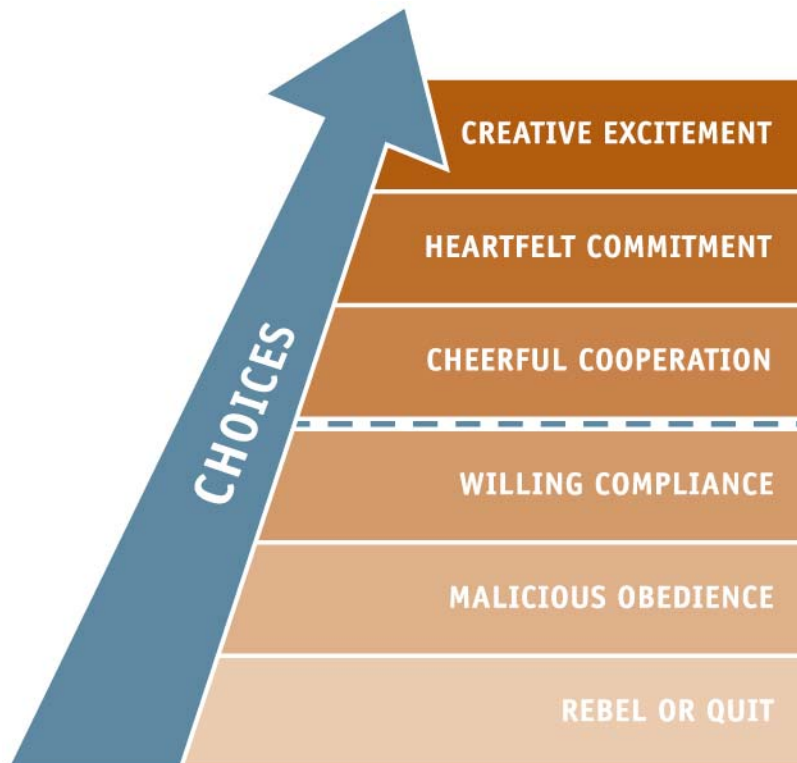 CREATIVE EXCITEMENT
HEARTFELT COMMITMENT
CHEERFUL COOPERATION
CHOICES
WILLING COMPLIANCE
MALICIOUS OBEDIENCE
REBEL OR QUIT